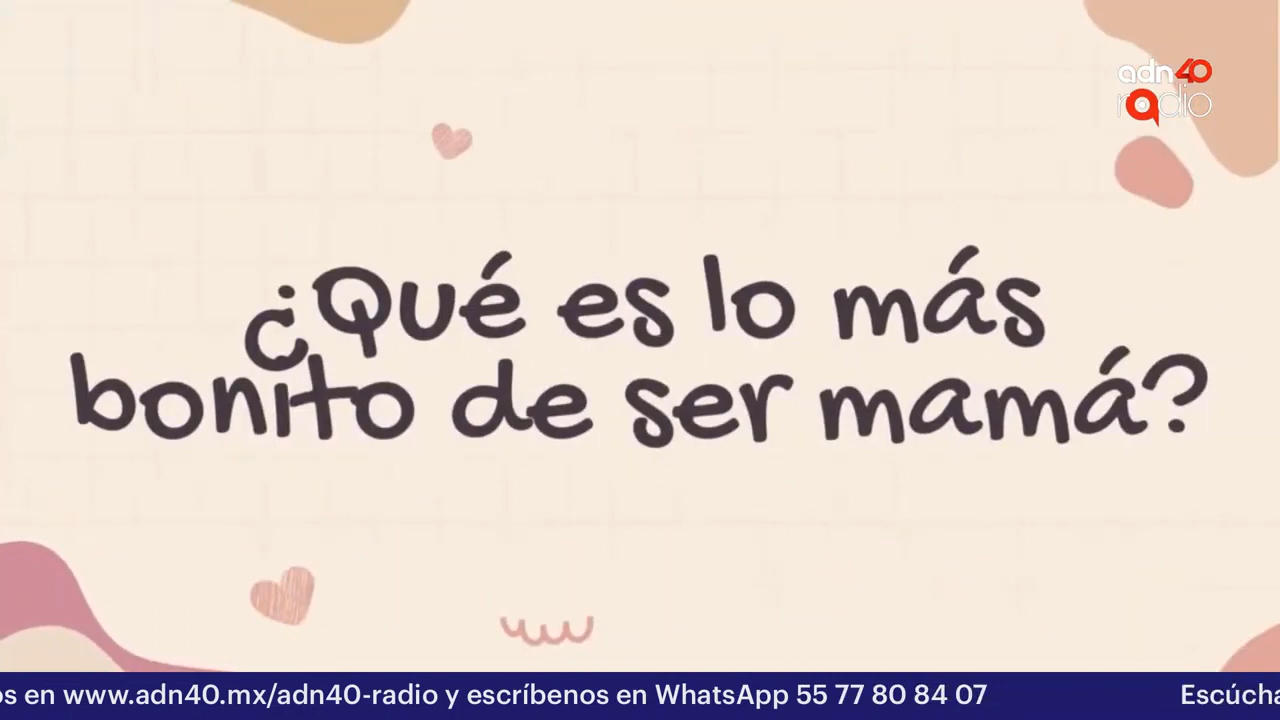 adn40
radio
¿Qué es lo más
bonito de ser mamá?
os en www.adn40.mx/adn40-radio y escríbenos en WhatsApp 55 77 80 84 07 Escúcha